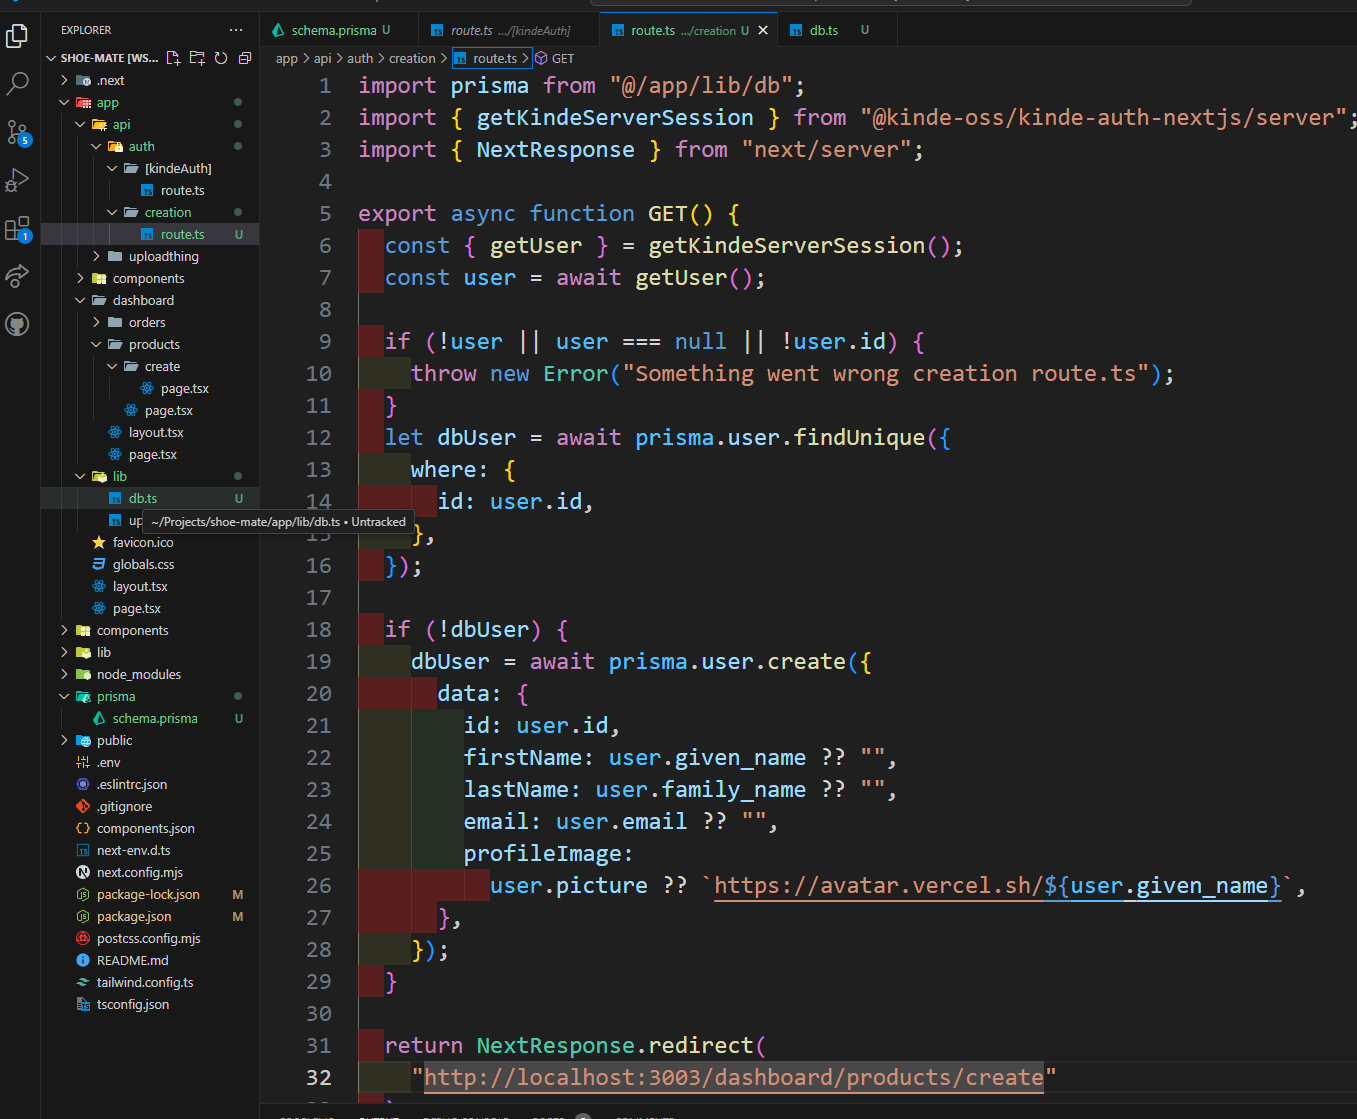 EXPLORER
SHOE-MATE [WS...
.next
app
api
auth
[kindeAuth]
route.ts
creation
route.ts U
uploadthing
components
dashboard
orders
products
create
page.tsx
page.tsx
layout.tsx
page.tsx
lib
db.ts U
up
~/Projects/shoe-mate/app/lib/db.ts • Untracked
favicon.ico
globals.css
layout.tsx
page.tsx
components
lib
node_modules
prisma
schema.prisma U
public
.env
.eslintrc.json
.gitignore
components.json
next-env.d.ts
next.config.mjs
package-lock.json M
package.json M
postcss.config.mjs
README.md
tailwind.config.ts
tsconfig.json
5
1
schema.prisma U
route.ts .../[kindeAuth]
route.ts .../creation U
db.ts U
app > api > auth > creation > route.ts > GET
1 import prisma from "@/app/lib/db";
2 import { getKindeServerSession } from "@kinde-oss/kinde-auth-nextjs/server";
3 import { NextResponse } from "next/server";
4
5 export async function GET() {
6 const { getUser } = getKindeServerSession();
7 const user = await getUser();
8
9 if (!user || user === null || !user.id) {
10 throw new Error("Something went wrong creation route.ts");
11 }
12 let dbUser = await prisma.user.findUnique({
13 where: {
14 id: user.id,
15 },
16 });
17
18 if (!dbUser) {
19 dbUser = await prisma.user.create({
20 data: {
21 id: user.id,
22 firstName: user.given_name ?? "",
23 lastName: user.family_name ?? "",
24 email: user.email ?? "",
25 profileImage:
26 user.picture ?? `https://avatar.vercel.sh/${user.given_name}`,
27 },
28 });
29 }
30
31 return NextResponse.redirect(
32 "http://localhost:3003/dashboard/products/create"